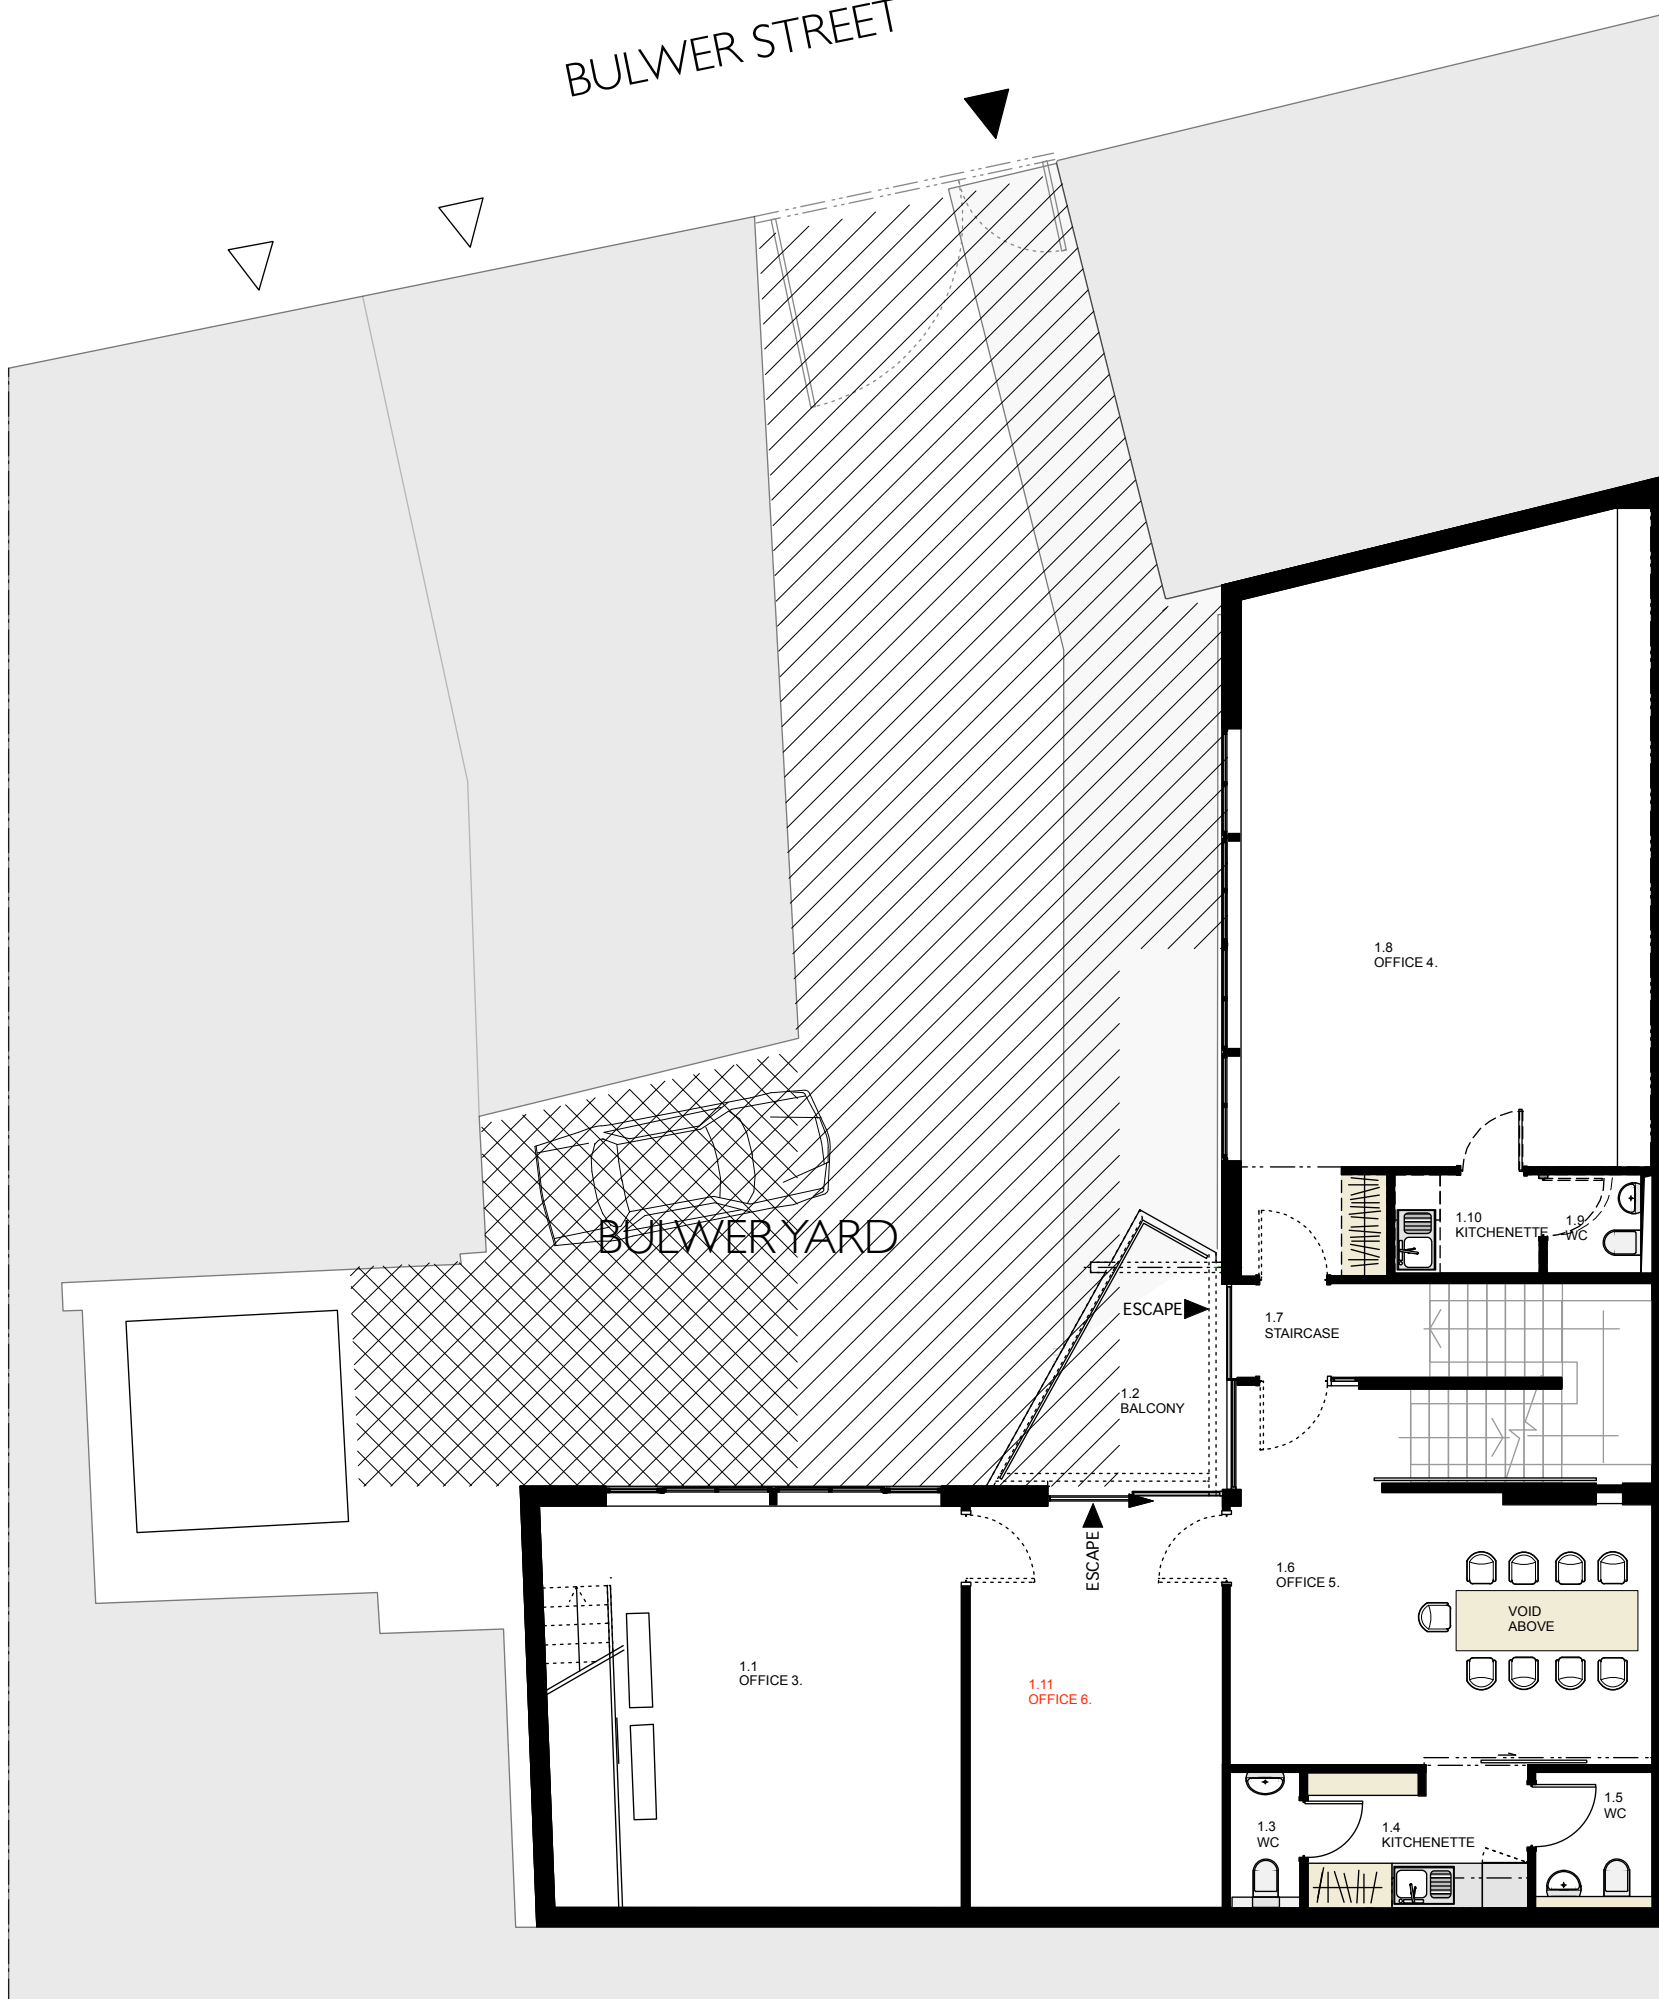 BULWER STREET
1.8
OFFICE 4.
1.10
KITCHENETTE
1.9
WC
BULWER YARD
ESCAPE
1.7
STAIRCASE
1.2
BALCONY
ESCAPE
1.6
OFFICE 5.
VOID
ABOVE
1.1
OFFICE 3.
1.11
OFFICE 6.
1.5
WC
1.3
WC
1.4
KITCHENETTE